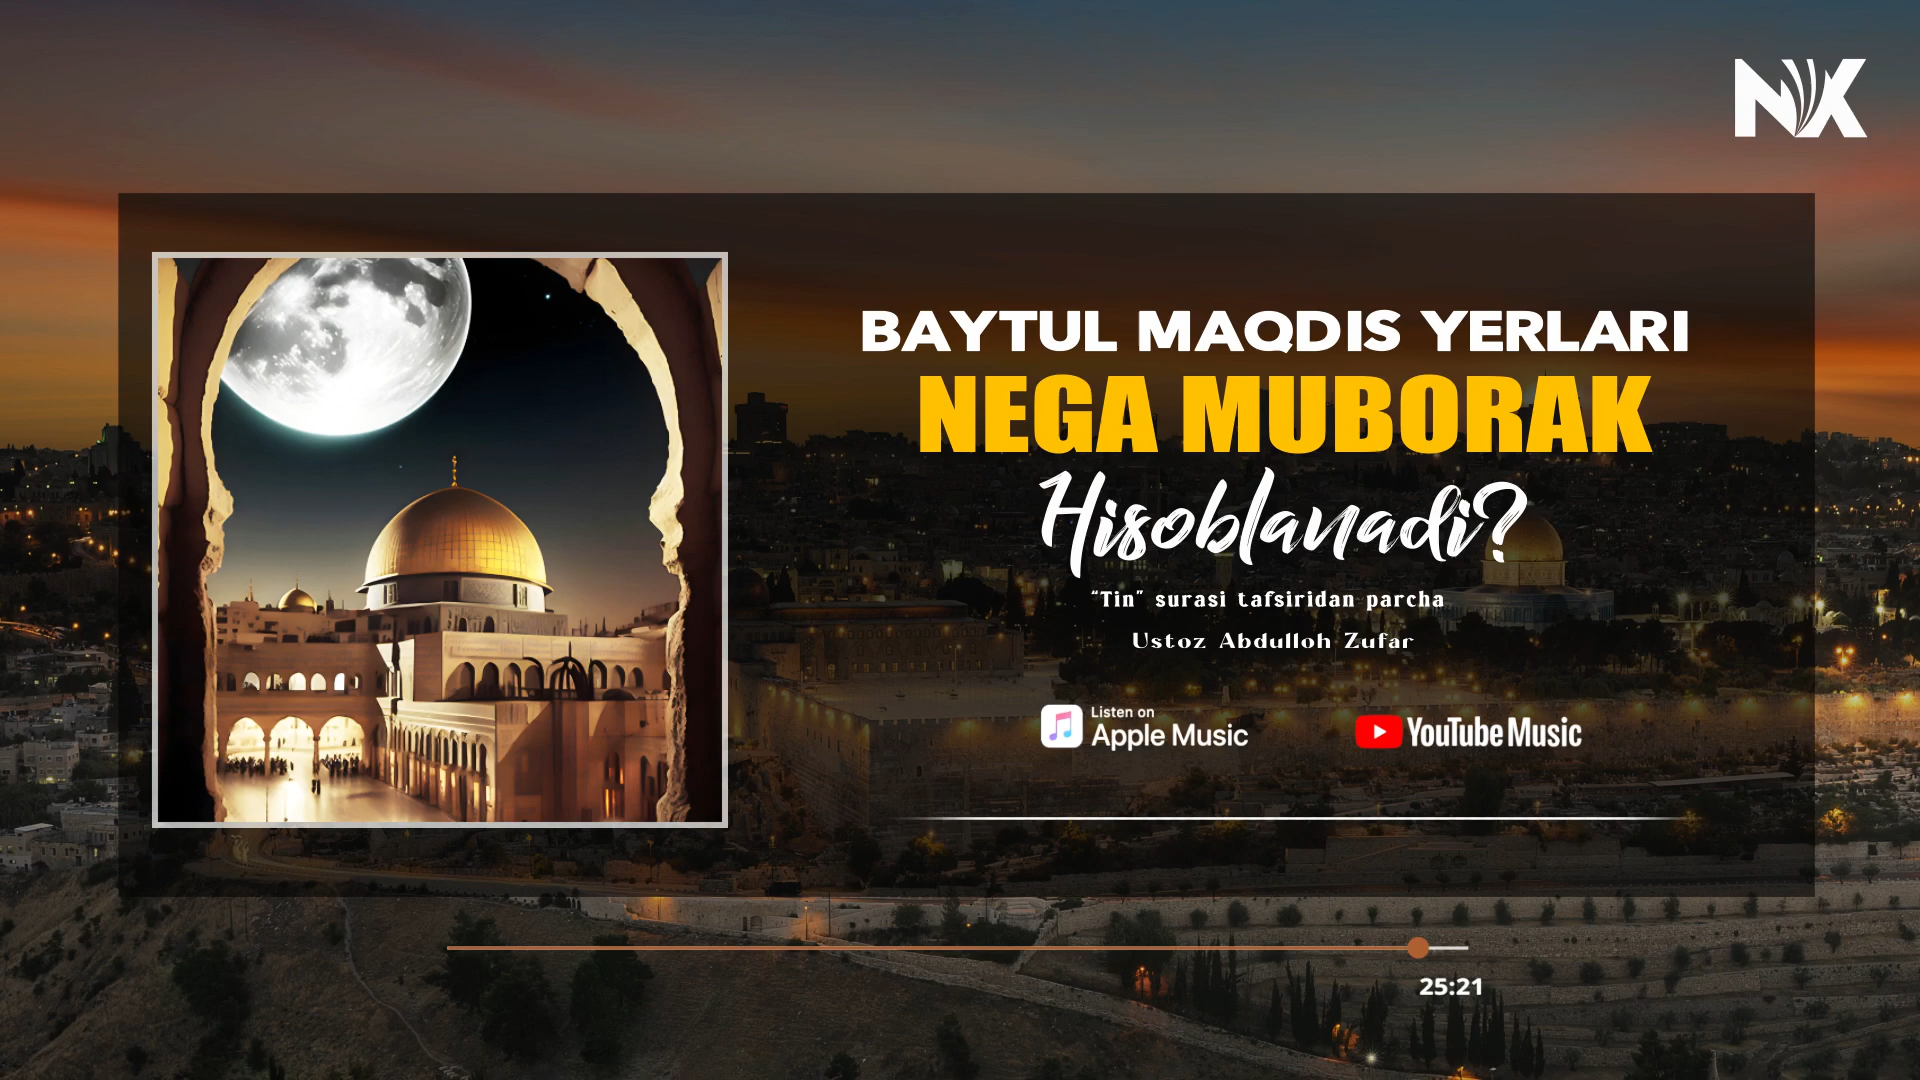 NX
BAYTUL MAQDIS YERLARI
NEGA MUBORAK
Hisoblanadi?
"Tin" surasi tafsiridan parcha
Ustoz Abdulloh Zufar
Listen on
Apple Music
YouTube Music
25:21